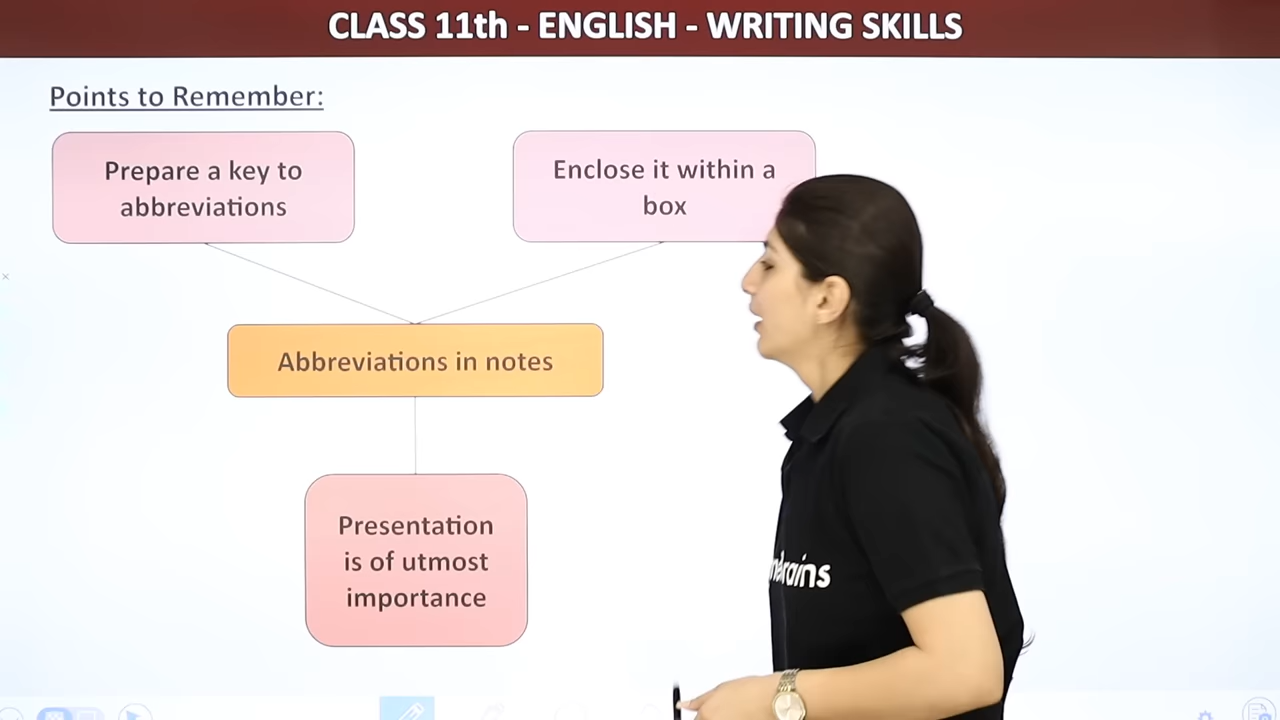 CLASS 11th - ENGLISH - WRITING SKILLS
Points to Remember:
Prepare a key to
abbreviations
Enclose it within a
box
Abbreviations in notes
Presentation
is of utmost
importance